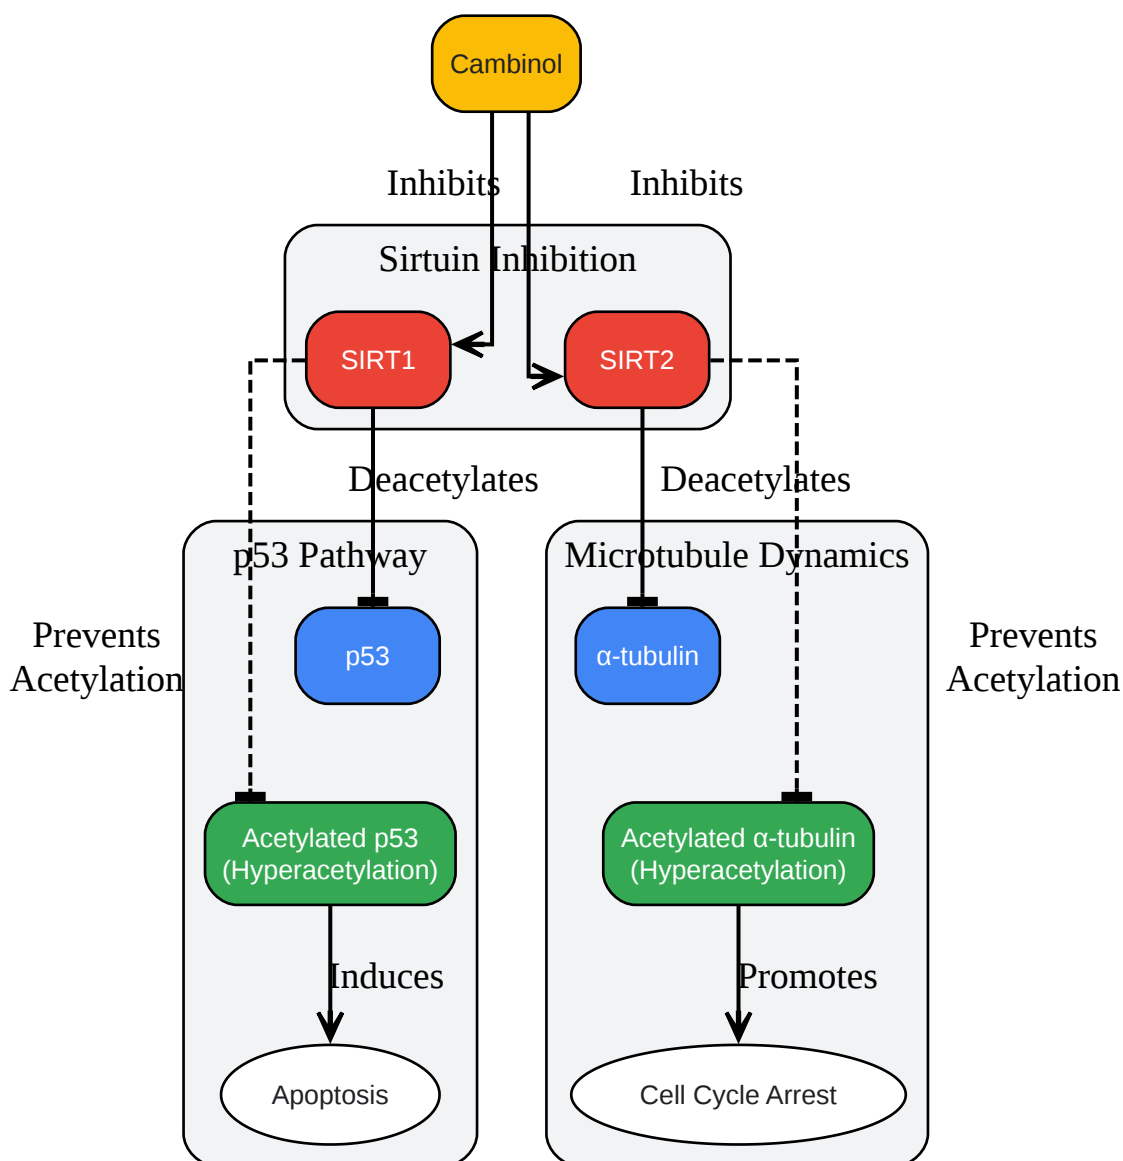 Cambinol
Inhibits
Inhibits
Sirtuin Inhibition
SIRT1
SIRT2
Deacetylates
Deacetylates
p53 Pathway
Microtubule Dynamics
Prevents
Acetylation
p53
α-tubulin
Prevents
Acetylation
Acetylated p53
(Hyperacetylation)
Acetylated α-tubulin
(Hyperacetylation)
Induces
Promotes
Apoptosis
Cell Cycle Arrest